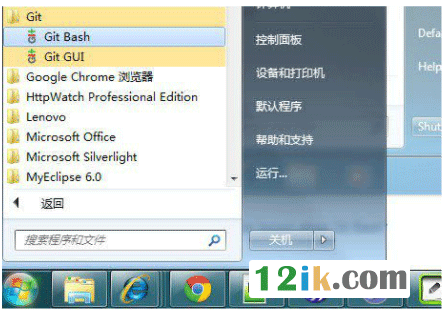 Git
Git Bash
Git GUI
Google Chrome 浏览器
HttpWatch Professional Edition
Lenovo
Microsoft Office
Microsoft Silverlight
MyEclipse 6.0
返回
搜索程序和文件
控制面板
设备和打印机
默认程序
帮助和支持
运行...
关机
Defa
Help
Shut
12ik.com